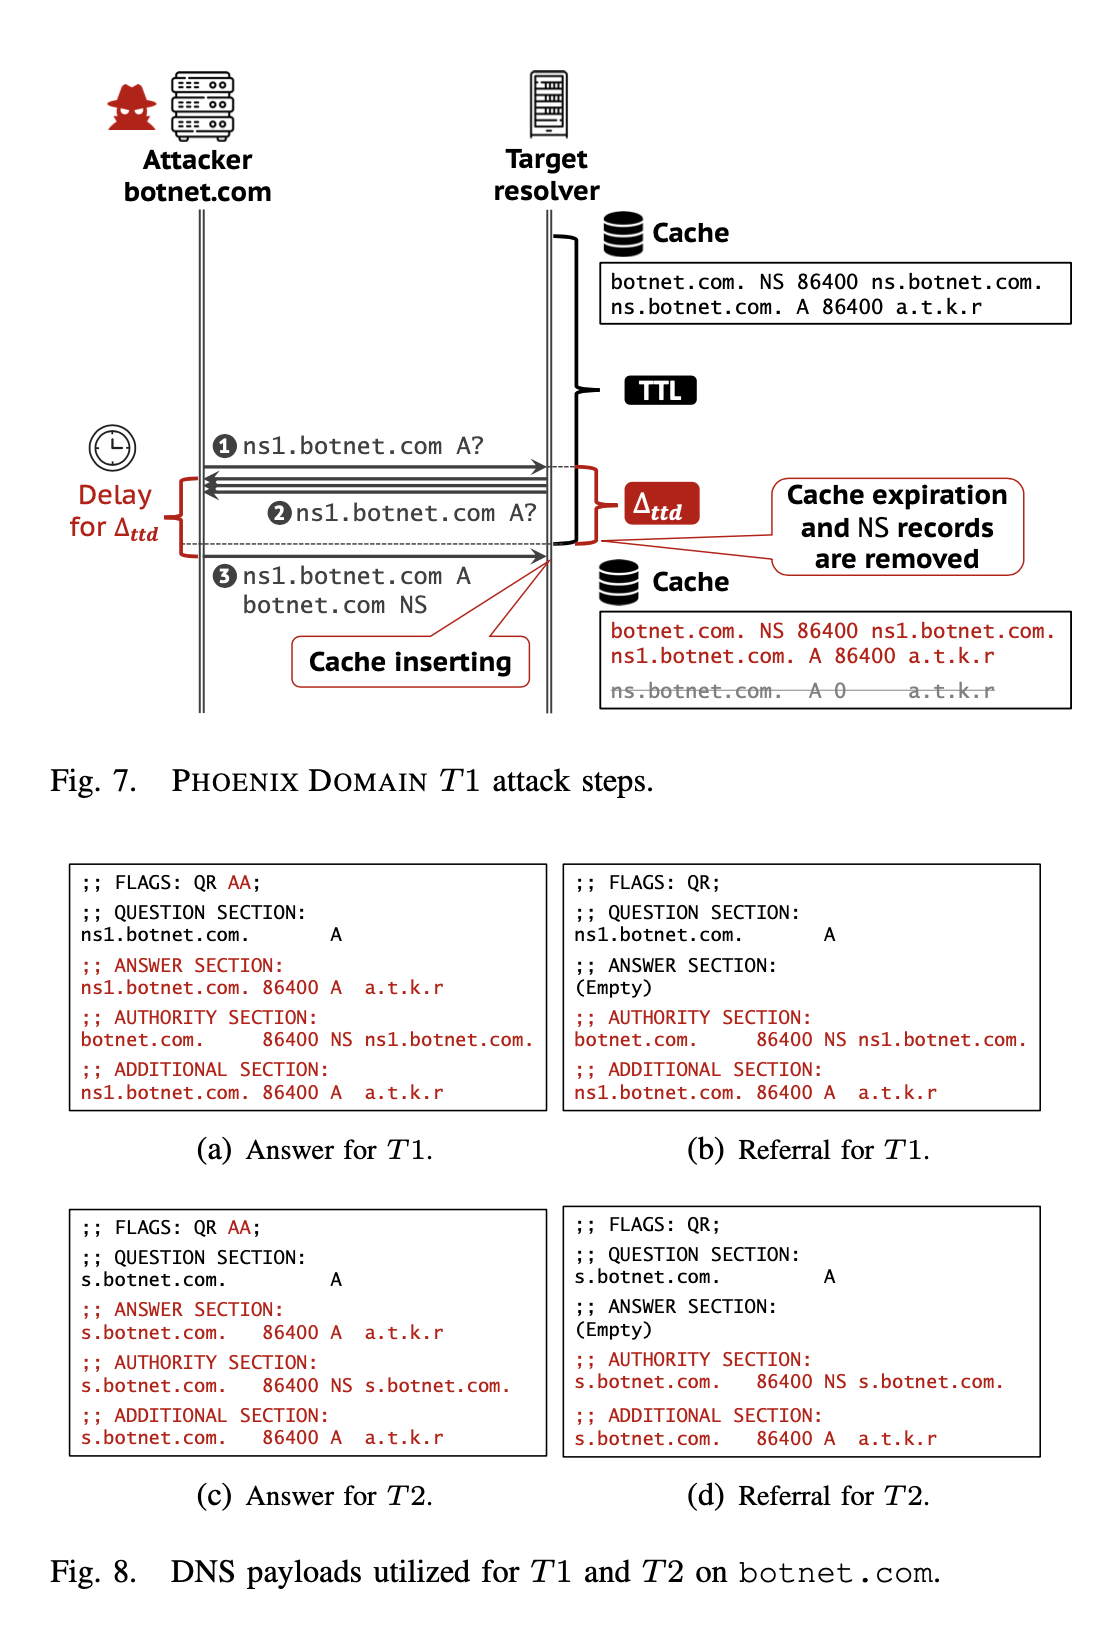 Attacker
botnet.com
Target
resolver
Cache
botnet.com. NS 86400 ns.botnet.com.
ns.botnet.com. A 86400 a.t.k.r
TTL
❶ ns1.botnet.com A?
Delay
for Δttd
❷ ns1.botnet.com A?
Δttd
Cache expiration
and NS records
are removed
❸ ns1.botnet.com A
botnet.com NS
Cache inserting
Cache
botnet.com. NS 86400 ns1.botnet.com.
ns1.botnet.com. A 86400 a.t.k.r
ns.botnet.com. A 0 a.t.k.r
Fig. 7. PHOENIX DOMAIN T1 attack steps.
;; FLAGS: QR AA;
;; QUESTION SECTION:
ns1.botnet.com. A
;; ANSWER SECTION:
ns1.botnet.com. 86400 A a.t.k.r
;; AUTHORITY SECTION:
botnet.com. 86400 NS ns1.botnet.com.
;; ADDITIONAL SECTION:
ns1.botnet.com. 86400 A a.t.k.r
(a) Answer for T1.
;; FLAGS: QR;
;; QUESTION SECTION:
ns1.botnet.com. A
;; ANSWER SECTION:
(Empty)
;; AUTHORITY SECTION:
botnet.com. 86400 NS ns1.botnet.com.
;; ADDITIONAL SECTION:
ns1.botnet.com. 86400 A a.t.k.r
(b) Referral for T1.
;; FLAGS: QR AA;
;; QUESTION SECTION:
s.botnet.com. A
;; ANSWER SECTION:
s.botnet.com. 86400 A a.t.k.r
;; AUTHORITY SECTION:
s.botnet.com. 86400 NS s.botnet.com.
;; ADDITIONAL SECTION:
s.botnet.com. 86400 A a.t.k.r
(c) Answer for T2.
;; FLAGS: QR;
;; QUESTION SECTION:
s.botnet.com. A
;; ANSWER SECTION:
(Empty)
;; AUTHORITY SECTION:
s.botnet.com. 86400 NS s.botnet.com.
;; ADDITIONAL SECTION:
s.botnet.com. 86400 A a.t.k.r
(d) Referral for T2.
Fig. 8. DNS payloads utilized for T1 and T2 on botnet.com.